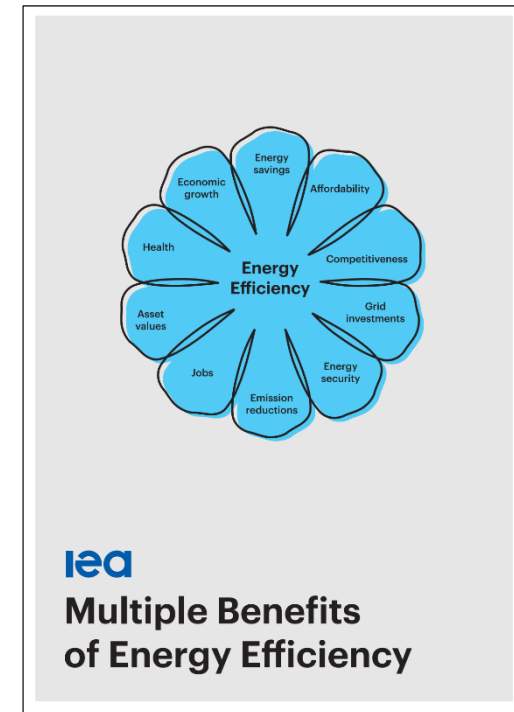 Energy
savings
Affordability
Competitiveness
Grid
investments
Energy
security
Emission
reductions
Jobs
Asset
values
Health
Economic
growth
Energy
Efficiency
iea
Multiple Benefits
of Energy Efficiency